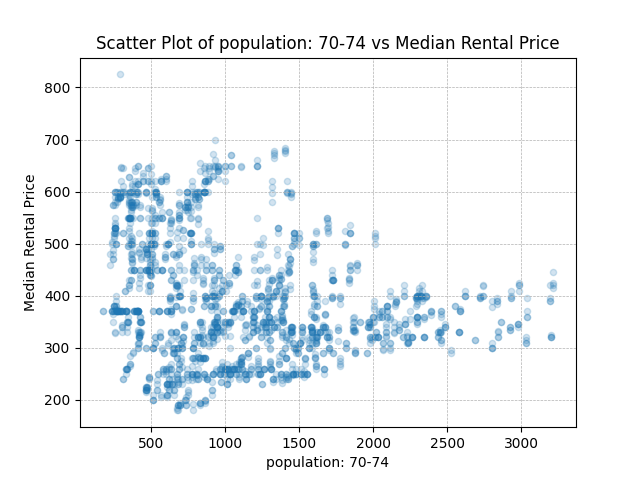 Scatter Plot of population: 70-74 vs Median Rental Price
800
700
600
500
400
300
200
Median Rental Price
500 1000 1500 2000 2500 3000
population: 70-74